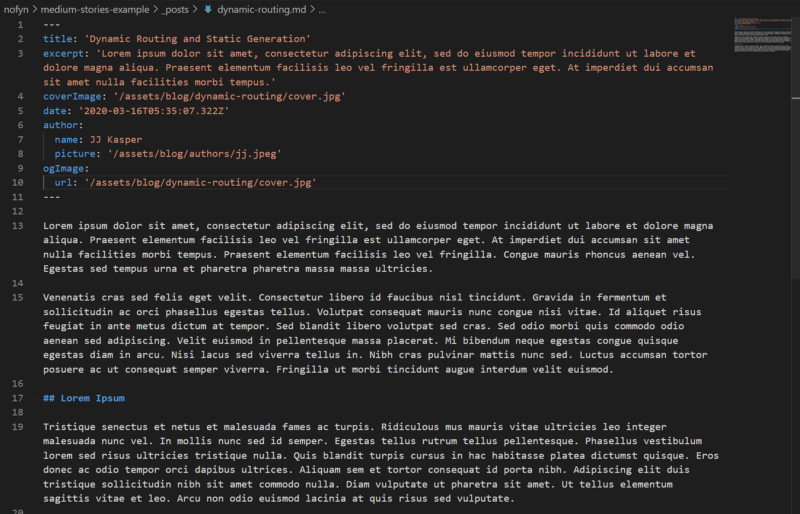 nofyn > medium-stories-example > _posts > dynamic-routing.md > ...
1 ---
2 title: 'Dynamic Routing and Static Generation'
3 excerpt: 'Lorem ipsum dolor sit amet, consectetur adipiscing elit, sed do eiusmod tempor incididunt ut labore et
dolore magna aliqua. Praesent elementum facilisis leo vel fringilla est ullamcorper eget. At imperdiet dui accumsan
sit amet nulla facilities morbi tempus.'
4 coverImage: '/assets/blog/dynamic-routing/cover.jpg'
5 date: '2020-03-16T05:35:07.322Z'
6 author:
7 name: JJ Kasper
8 picture: '/assets/blog/authors/jj.jpeg'
9 ogImage:
10 url: '/assets/blog/dynamic-routing/cover.jpg'
11 ---
12
13 Lorem ipsum dolor sit amet, consectetur adipiscing elit, sed do eiusmod tempor incididunt ut labore et dolore magna
aliqua. Praesent elementum facilisis leo vel fringilla est ullamcorper eget. At imperdiet dui accumsan sit amet
nulla facilities morbi tempus. Praesent elementum facilisis leo vel fringilla. Congue mauris rhoncus aenean vel.
Egestas sed tempus urna et pharetra pharetra massa massa ultricies.
14
15 Venenatis cras sed felis eget velit. Consectetur libero id faucibus nisl tincidunt. Gravida in fermentum et
sollicitudin ac orci phasellus egestas tellus. Volutpat consequat mauris nunc congue nisi vitae. Id aliquet risus
feugiat in ante metus dictum at tempor. Sed blandit libero volutpat sed cras. Sed odio morbi quis commodo odio
aenean sed adipiscing. Velit euismod in pellentesque massa placerat. Mi bibendum neque egestas congue quisque
egestas diam in arcu. Nisi lacus sed viverra tellus in. Nibh cras pulvinar mattis nunc sed. Luctus accumsan tortor
posuere ac ut consequat semper viverra. Fringilla ut morbi tincidunt augue interdum velit euismod.
16
17 ## Lorem Ipsum
18
19 Tristique senectus et netus et malesuada fames ac turpis. Ridiculous mus mauris vitae ultricies leo integer
malesuada nunc vel. In mollis nunc sed id semper. Egestas tellus rutrum tellus pellentesque. Phasellus vestibulum
lorem sed risus ultricies tristique nulla. Quis blandit turpis cursus in hac habitasse platea dictumst quisque. Eros
donec ac odio tempor orci dapibus ultrices. Aliquam sem et tortor consequat id porta nibh. Adipiscing elit duis
tristique sollicitudin nibh sit amet commodo nulla. Diam vulputate ut pharetra sit amet. Ut tellus elementum
sagittis vitae et leo. Arcu non odio euismod lacinia at quis risus sed vulputate.
20